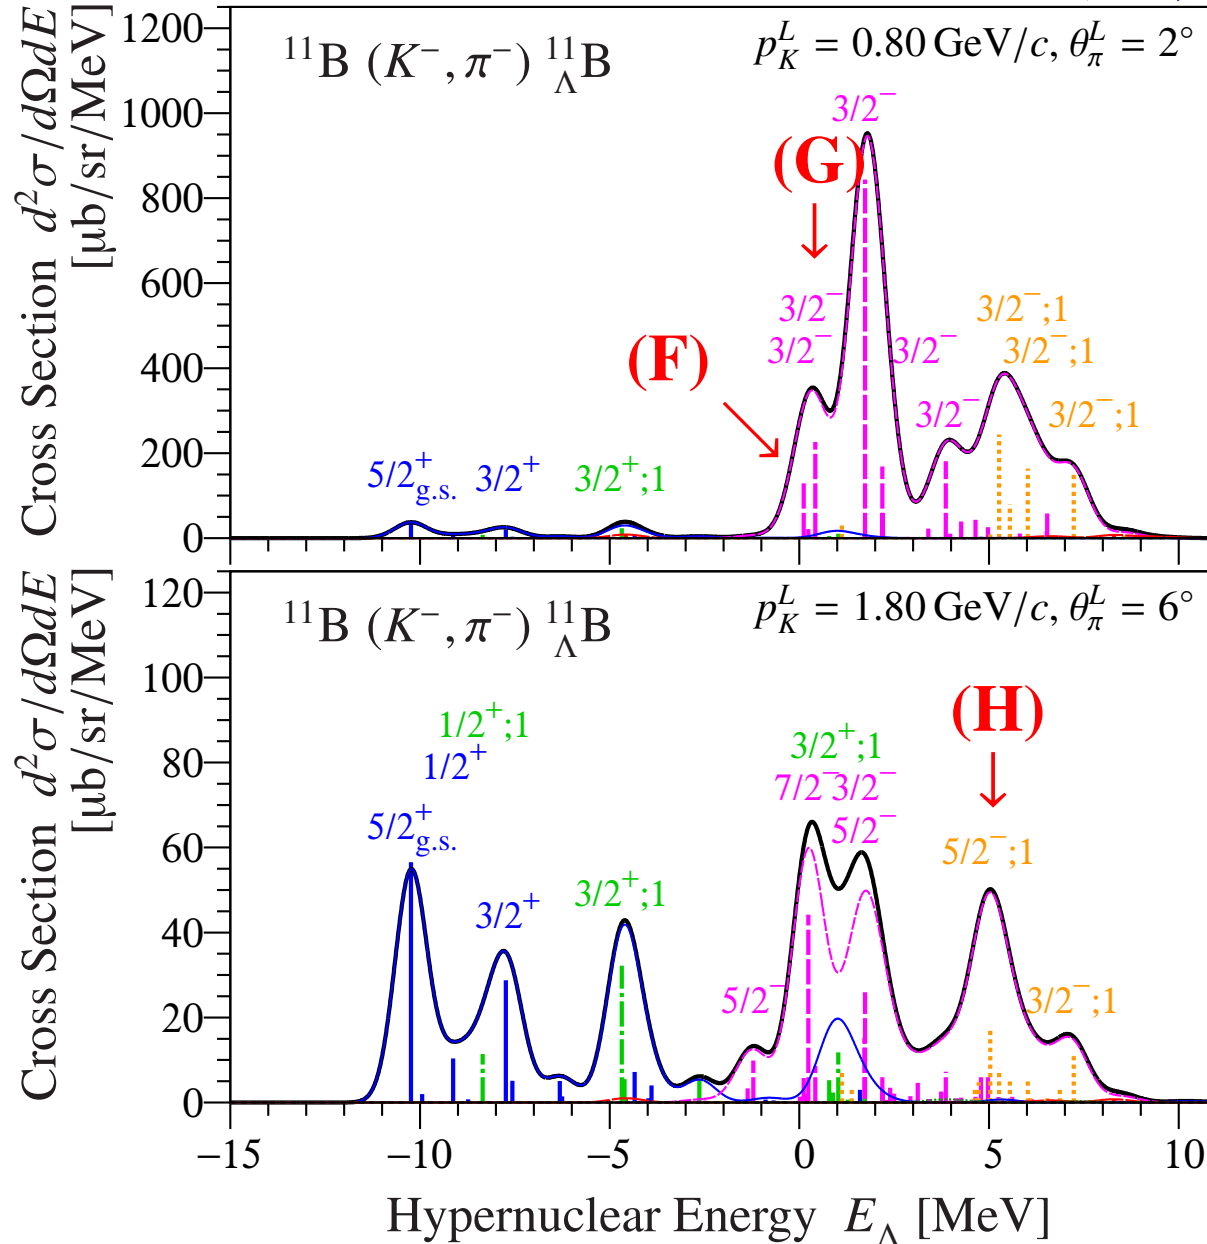 Cross Section d²σ/dΩdE
[μb/sr/MeV]
1200
1000
800
600
400
200
0
¹¹B (K⁻, π⁻) ¹¹ΛB
p_K^L = 0.80 GeV/c, θ_π^L = 2°
3/2⁻
(G)
3/2⁻
3/2⁻;1
(F)
3/2⁻
3/2⁻
3/2⁻;1
3/2⁻
3/2⁻;1
5/2⁺g.s.
3/2⁺
3/2⁺;1
Cross Section d²σ/dΩdE
[μb/sr/MeV]
120
100
80
60
40
20
0
¹¹B (K⁻, π⁻) ¹¹ΛB
p_K^L = 1.80 GeV/c, θ_π^L = 6°
(H)
1/2⁺;1
3/2⁺;1
1/2⁺
7/2⁻ 3/2⁻
5/2⁺g.s.
5/2⁻
5/2⁻;1
3/2⁺;1
3/2⁺
5/2⁻
3/2⁻;1
−15 −10 −5 0 5 10
Hypernuclear Energy E_Λ [MeV]